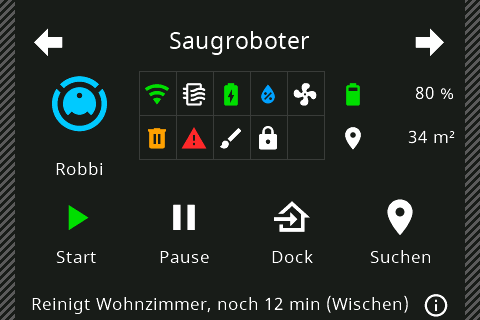 Saugroboter
80 %
34 m²
Robbi
Start Pause Dock Suchen
Reinigt Wohnzimmer, noch 12 min (Wischen)